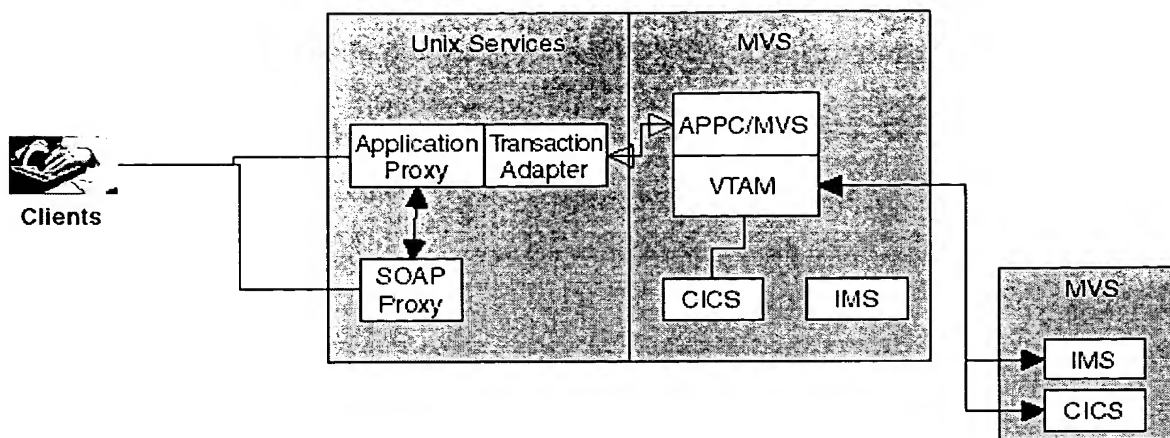 Unix Services
MVS
Application
Proxy
Transaction
Adapter
APPC/MVS
VTAM
Clients
SOAP
Proxy
CICS
IMS
MVS
IMS
CICS